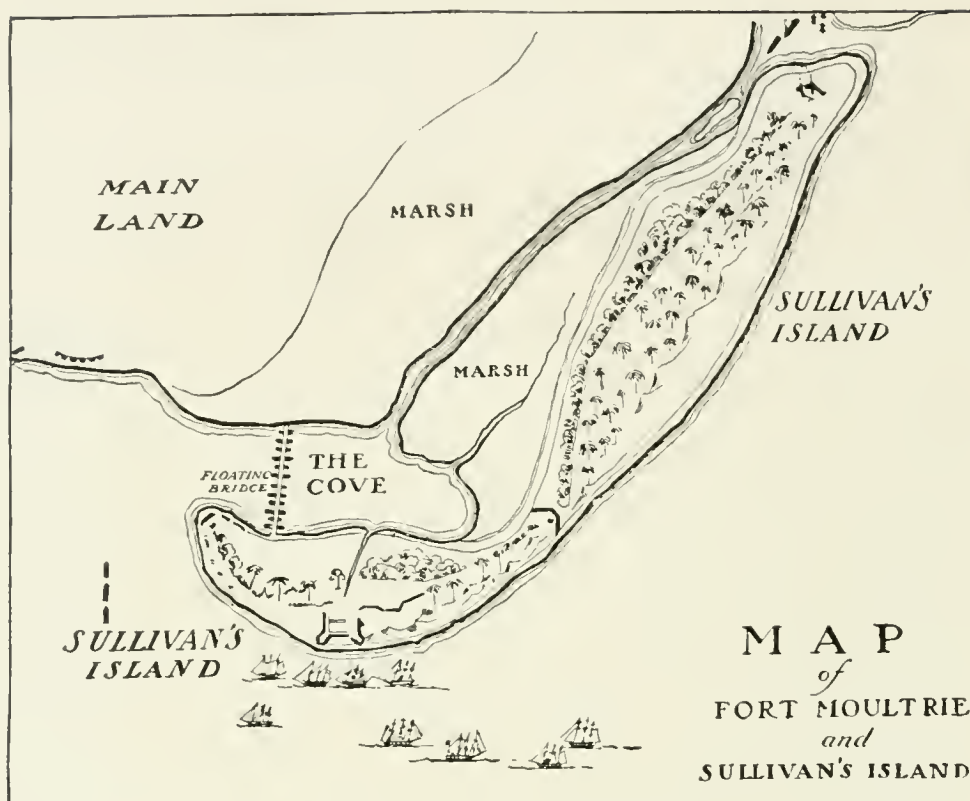 MAIN
LAND
MARSH
SULLIVAN'S
ISLAND
MARSH
FLOATING
BRIDGE
THE
COVE
SULLIVAN'S
ISLAND
MAP
of
FORT MOULTRIE
and
SULLIVAN'S ISLAND